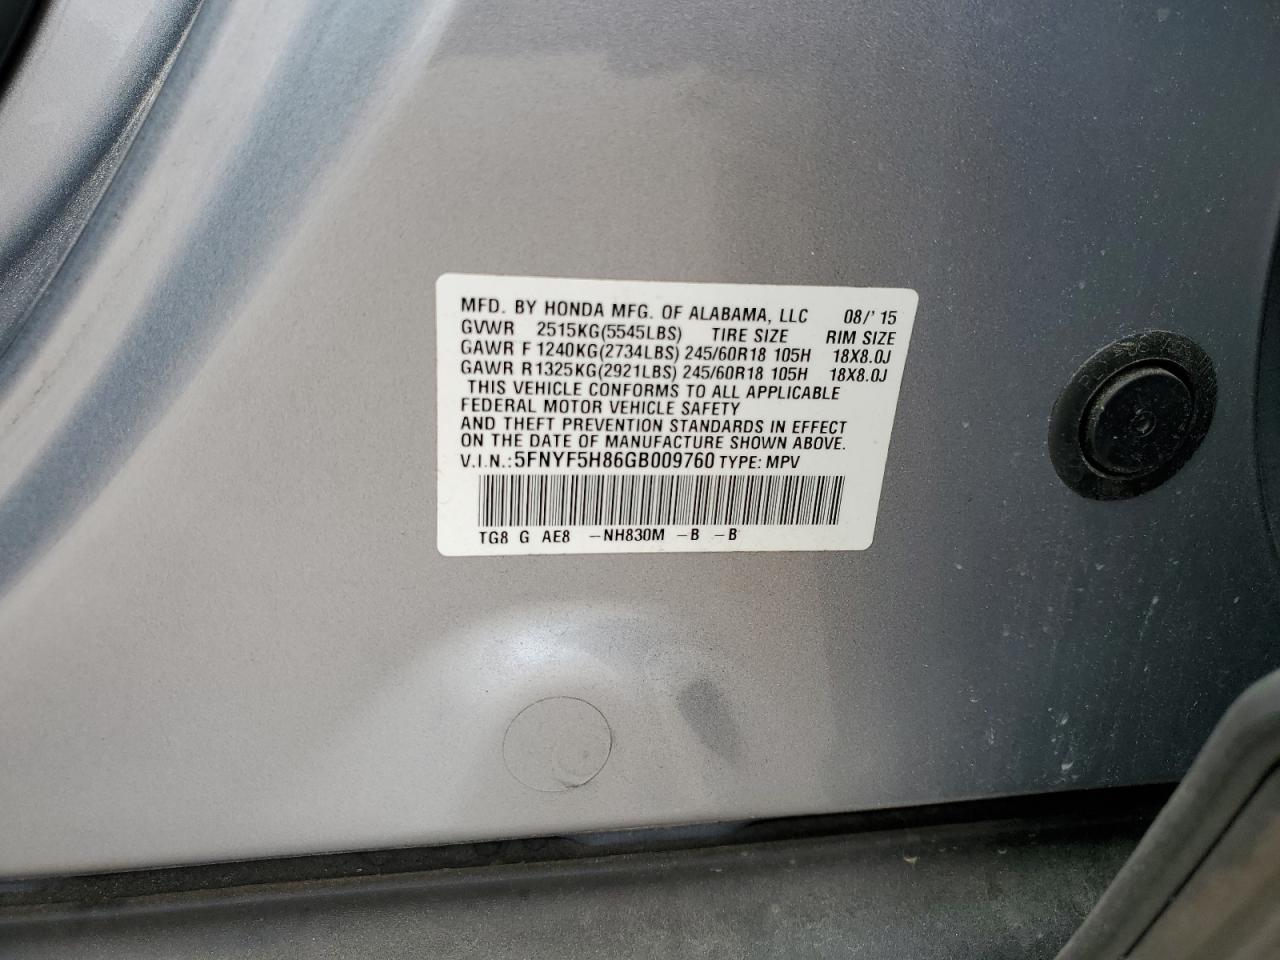 MFD. BY HONDA MFG. OF ALABAMA, LLC 08/'15
GVWR 2515KG(5545LBS) TIRE SIZE RIM SIZE
GAWR F 1240KG(2734LBS) 245/60R18 105H 18X8.0J
GAWR R1325KG(2921LBS) 245/60R18 105H 18X8.0J
THIS VEHICLE CONFORMS TO ALL APPLICABLE
FEDERAL MOTOR VEHICLE SAFETY
AND THEFT PREVENTION STANDARDS IN EFFECT
ON THE DATE OF MANUFACTURE SHOWN ABOVE.
V.I.N.:5FNYF5H86GB009760 TYPE: MPV
TG8 G AE8 -NH830M -B -B